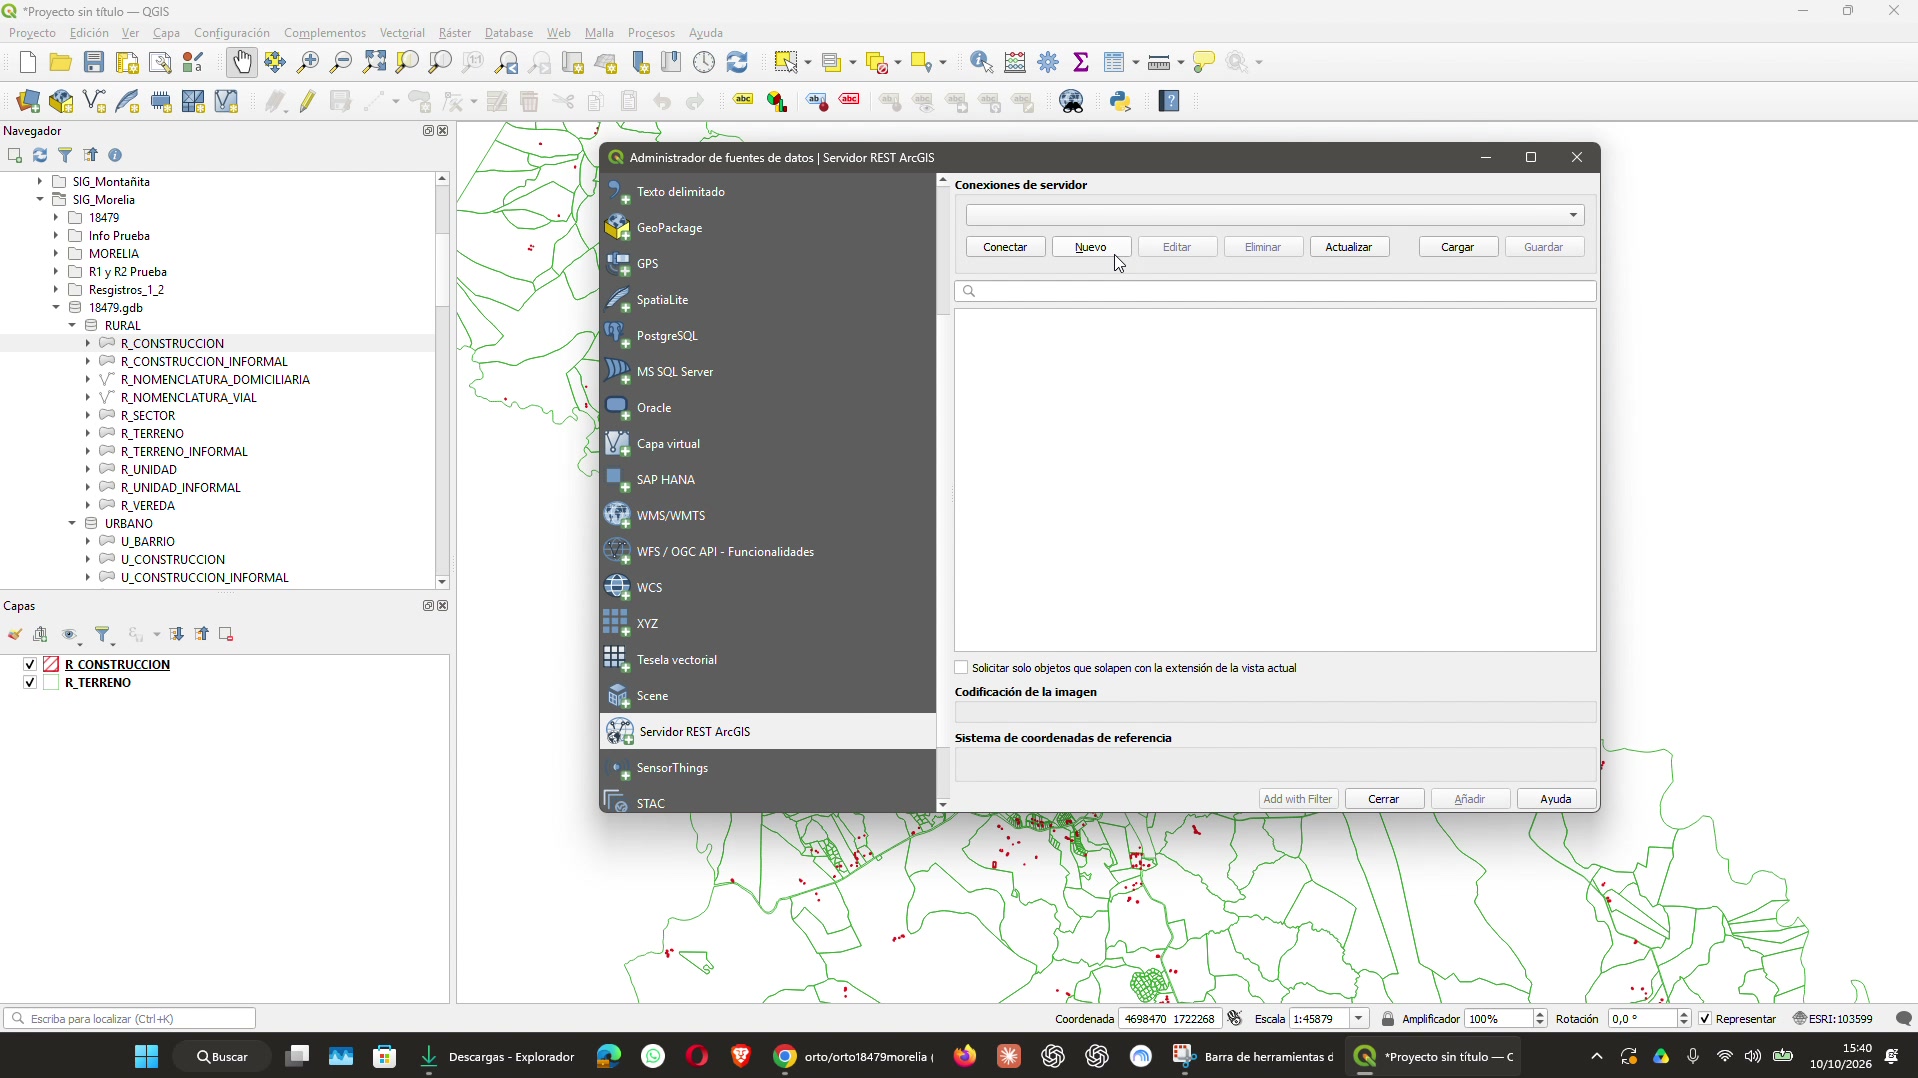 *Proyecto sin título — QGIS
Proyecto Edición Ver Capa Configuración Complementos Vectorial Ráster Database Web Malla Procesos Ayuda
Navegador
SIG_Montañita
SIG_Morelia
18479
Info Prueba
MORELIA
R1 y R2 Prueba
Resgistros_1_2
18479.gdb
RURAL
R_CONSTRUCCION
R_CONSTRUCCION_INFORMAL
R_NOMENCLATURA_DOMICILIARIA
R_NOMENCLATURA_VIAL
R_SECTOR
R_TERRENO
R_TERRENO_INFORMAL
R_UNIDAD
R_UNIDAD_INFORMAL
R_VEREDA
URBANO
U_BARRIO
U_CONSTRUCCION
U_CONSTRUCCION_INFORMAL
Capas
R_CONSTRUCCION
R_TERRENO
Administrador de fuentes de datos | Servidor REST ArcGIS
Texto delimitado
GeoPackage
GPS
SpatiaLite
PostgreSQL
MS SQL Server
Oracle
Capa virtual
SAP HANA
WMS/WMTS
WFS / OGC API - Funcionalidades
WCS
XYZ
Tesela vectorial
Scene
Servidor REST ArcGIS
SensorThings
STAC
Conexiones de servidor
Conectar Nuevo Editar Eliminar Actualizar Cargar Guardar
Solicitar solo objetos que solapen con la extensión de la vista actual
Codificación de la imagen
Sistema de coordenadas de referencia
Add with Filter Cerrar Añadir Ayuda
Escriba para localizar (Ctrl+K)
Coordenada 4698470 1722268 Escala 1:45879 Amplificador 100% Rotación 0,0 ° Representar ESRI:103599
Buscar
Descargas - Explorador
orto/orto18479morelia (
Barra de herramientas d
*Proyecto sin título — C
15:40
10/10/2026